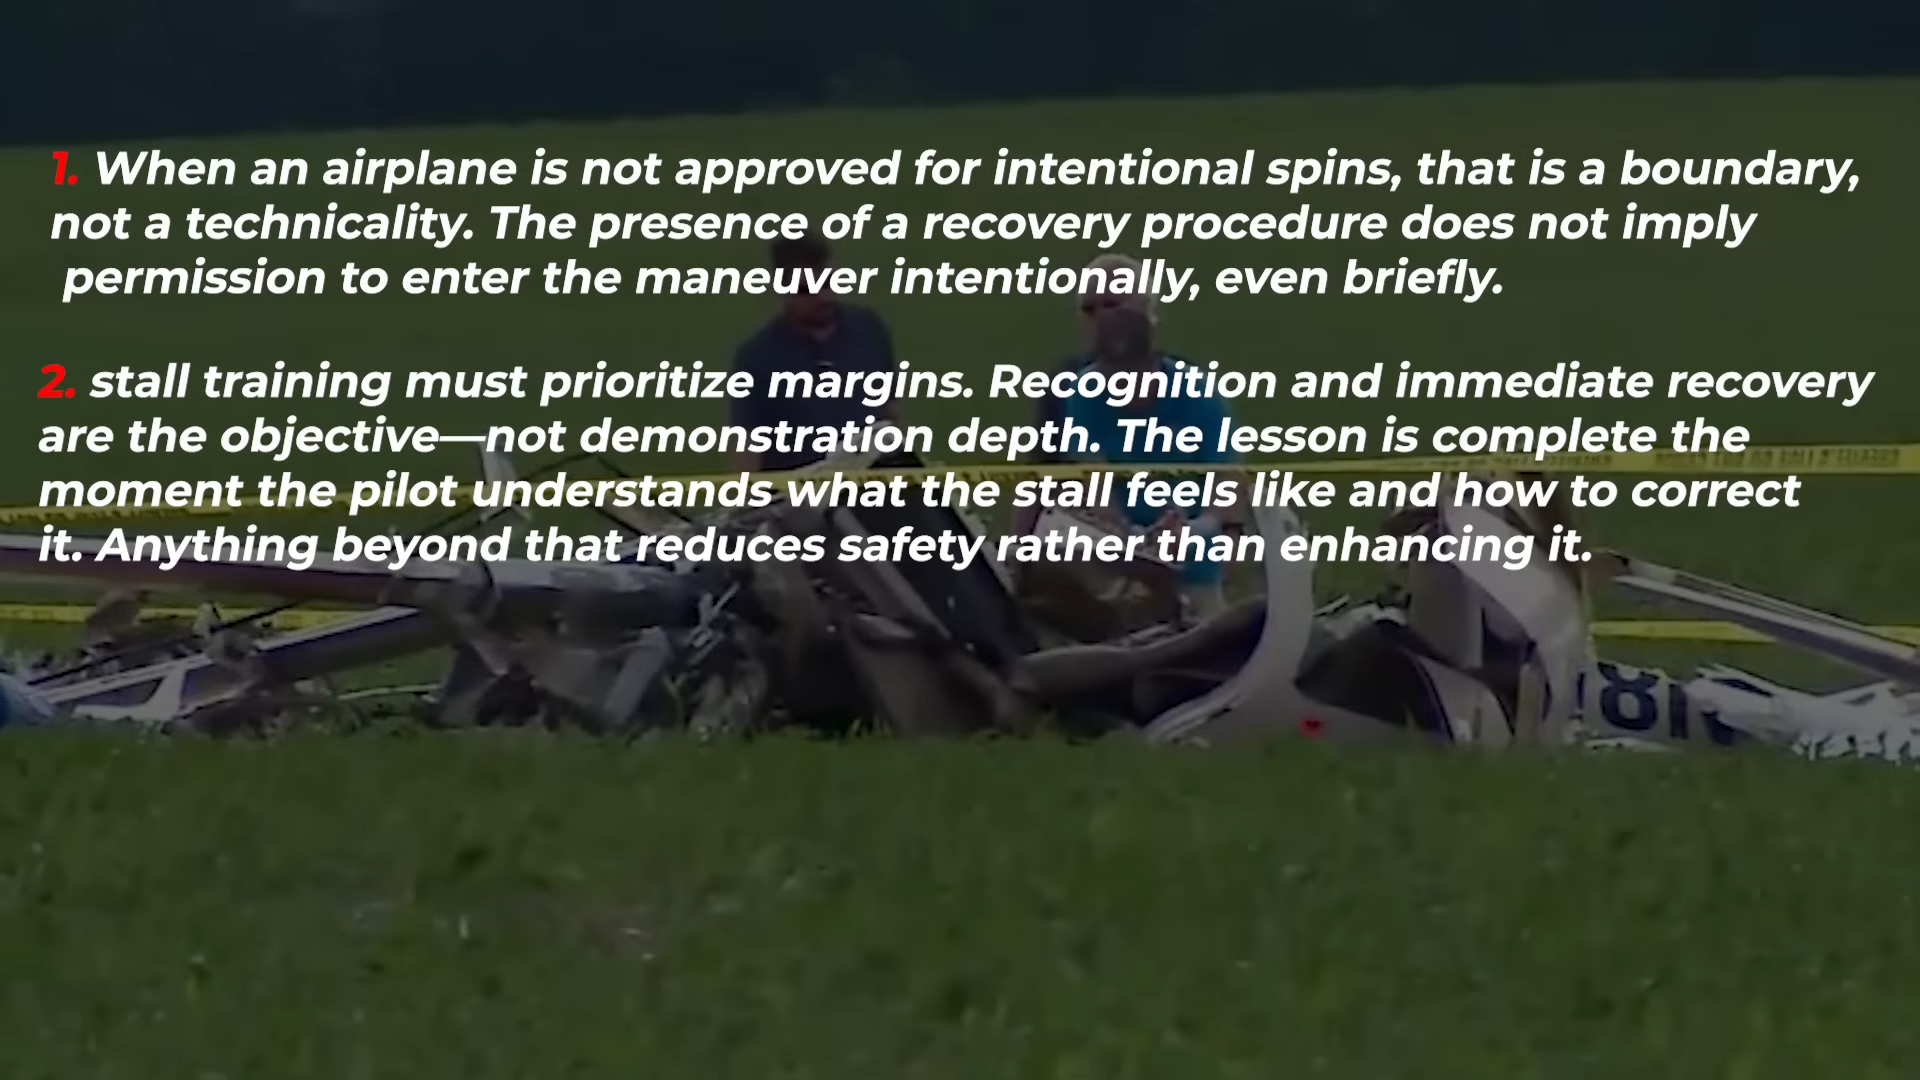 1. When an airplane is not approved for intentional spins, that is a boundary,
not a technicality. The presence of a recovery procedure does not imply
permission to enter the maneuver intentionally, even briefly.
2. stall training must prioritize margins. Recognition and immediate recovery
are the objective—not demonstration depth. The lesson is complete the
moment the pilot understands what the stall feels like and how to correct
it. Anything beyond that reduces safety rather than enhancing it.